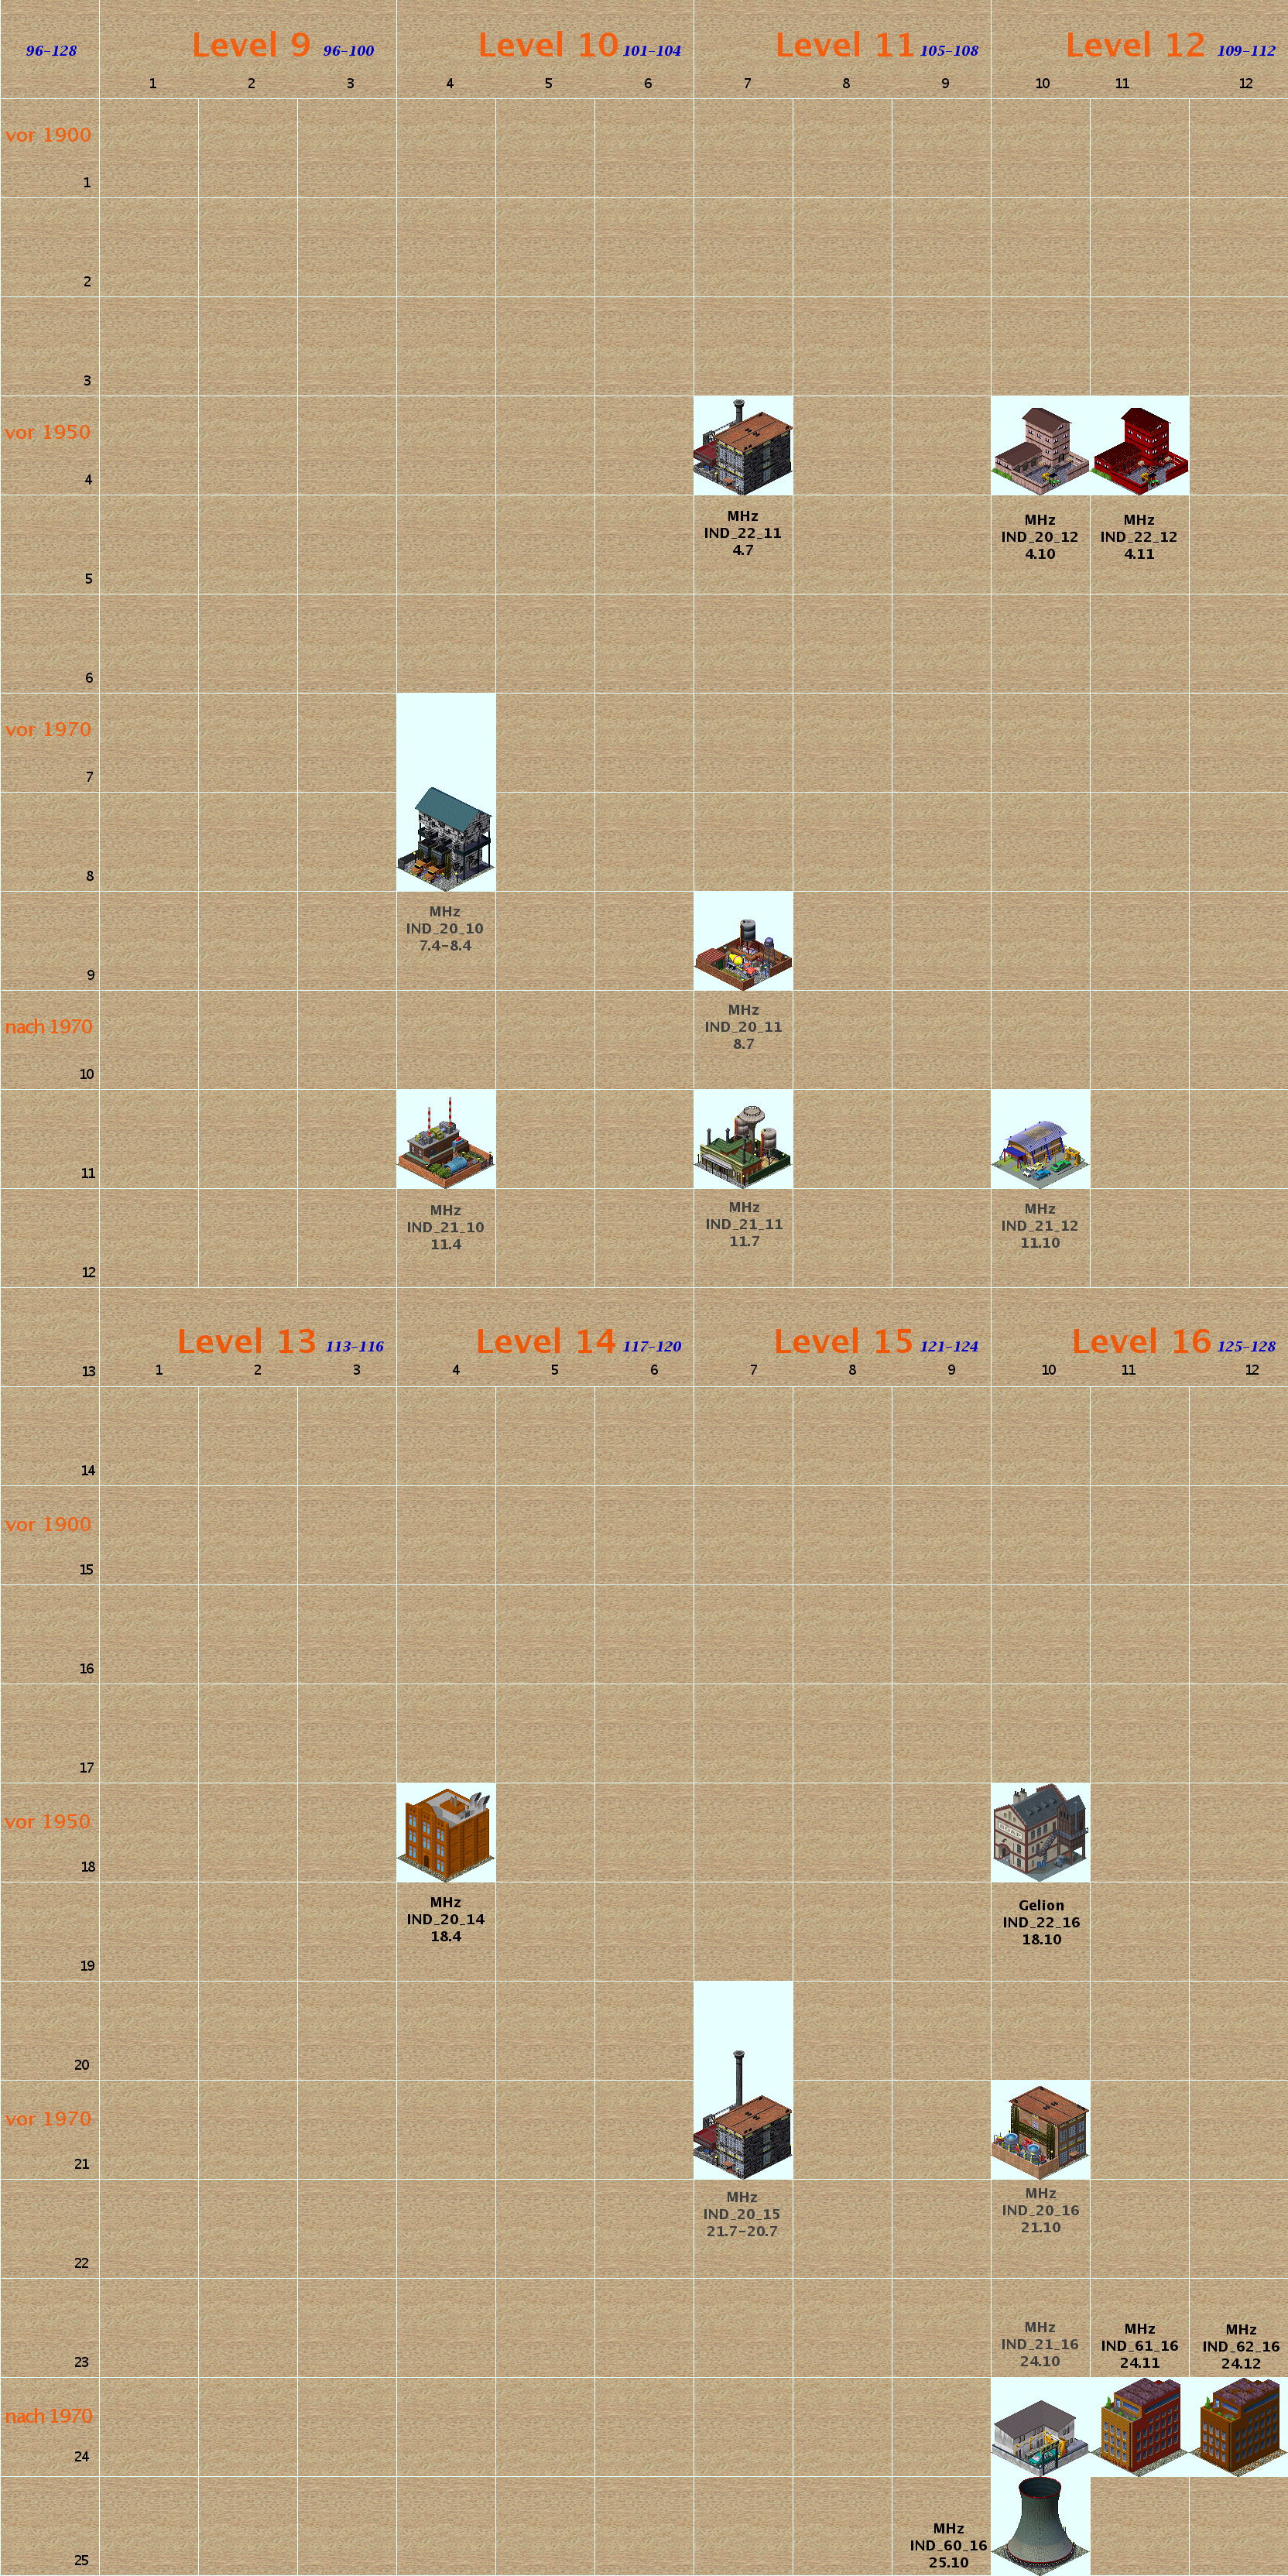 96-128 Level 9 96-100 Level 10 101-104 Level 11 105-108 Level 12 109-112
1 2 3 4 5 6 7 8 9 10 11 12
vor 1900
1
2
3
vor 1950
4
MHz
IND_22_11
4.7
MHz
IND_20_12
4.10
MHz
IND_22_12
4.11
5
6
vor 1970
7
8
MHz
IND_20_10
7.4-8.4
9
MHz
IND_20_11
8.7
nach 1970
10
11
MHz
IND_21_10
11.4
MHz
IND_21_11
11.7
MHz
IND_21_12
11.10
12
Level 13 113-116 Level 14 117-120 Level 15 121-124 Level 16 125-128
13 1 2 3 4 5 6 7 8 9 10 11 12
14
vor 1900
15
16
17
vor 1950
18
MHz
IND_20_14
18.4
Gelion
IND_22_16
18.10
19
20
vor 1970
21
MHz
IND_20_15
21.7-20.7
MHz
IND_20_16
21.10
22
MHz
IND_21_16
24.10
MHz
IND_61_16
24.11
MHz
IND_62_16
24.12
23
nach 1970
24
MHz
IND_60_16
25.10
25